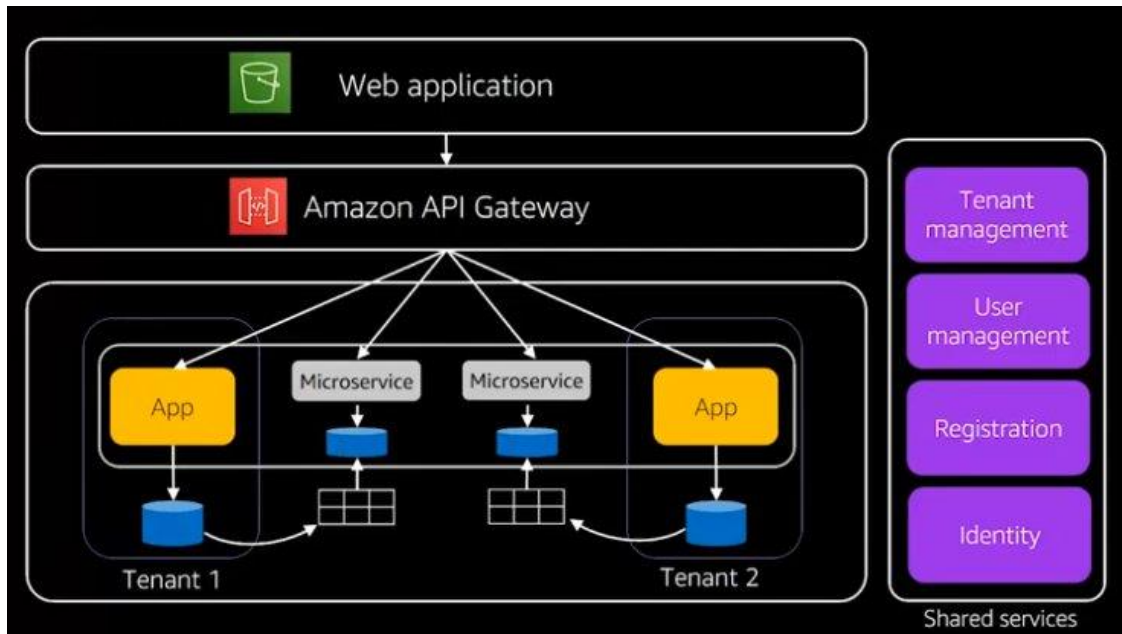 Web application
Amazon API Gateway
App
Microservice
Microservice
App
Tenant 1
Tenant 2
Tenant
management
User
management
Registration
Identity
Shared services